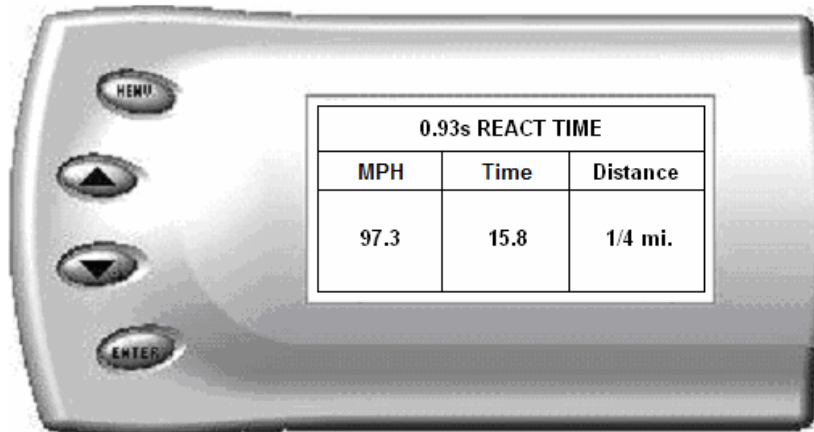 MENU
0.93s REACT TIME
MPH Time Distance
97.3 15.8 1/4 mi.
ENTER